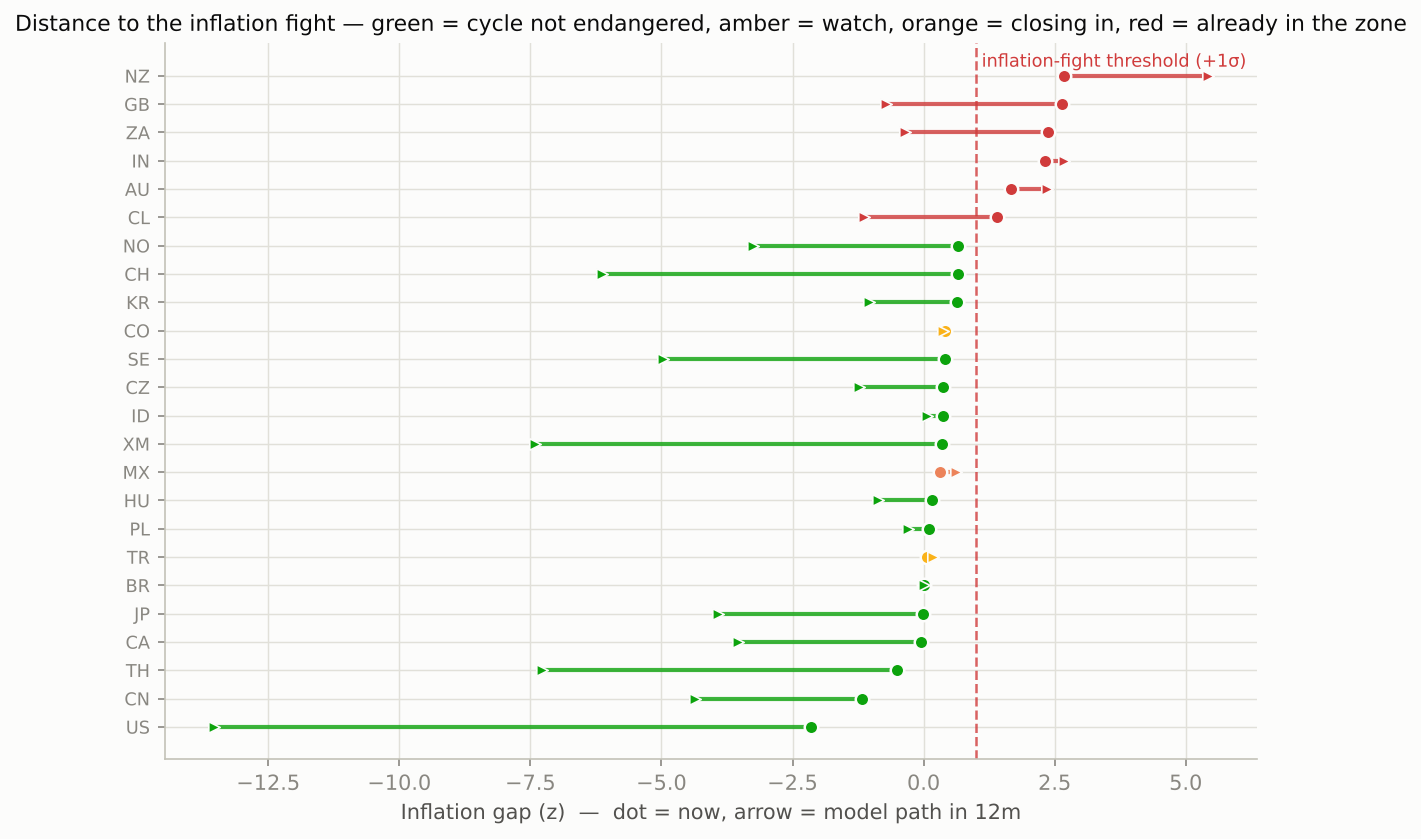 Distance to the inflation fight — green = cycle not endangered, amber = watch, orange = closing in, red = already in the zone
inflation-fight threshold (+1σ)
NZ
GB
ZA
IN
AU
CL
NO
CH
KR
CO
SE
CZ
ID
XM
MX
HU
PL
TR
BR
JP
CA
TH
CN
US
−12.5 −10.0 −7.5 −5.0 −2.5 0.0 2.5 5.0
Inflation gap (z) — dot = now, arrow = model path in 12m